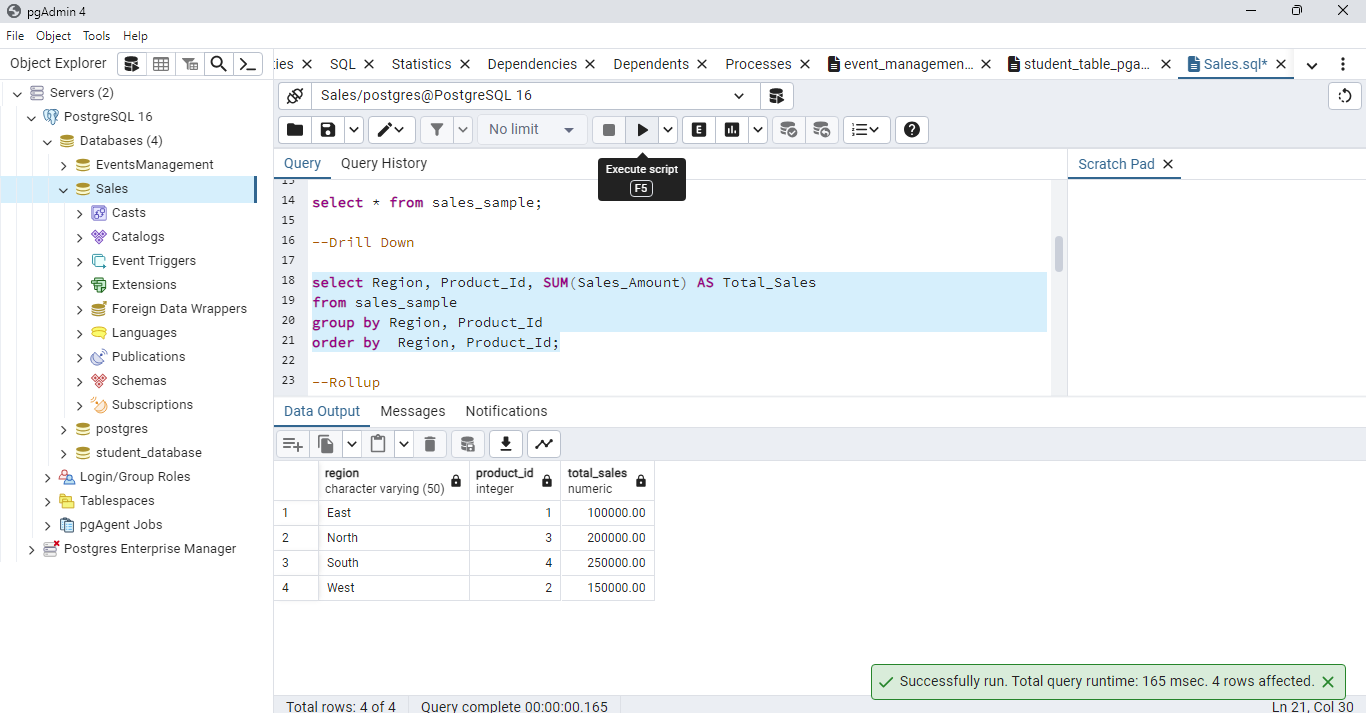 pgAdmin 4
File Object Tools Help
Object Explorer
ties SQL Statistics Dependencies Dependents Processes event_managemen... student_table_pga... Sales.sql*
Servers (2)
PostgreSQL 16
Databases (4)
EventsManagement
Sales
Casts
Catalogs
Event Triggers
Extensions
Foreign Data Wrappers
Languages
Publications
Schemas
Subscriptions
postgres
student_database
Login/Group Roles
Tablespaces
pgAgent Jobs
Postgres Enterprise Manager
Sales/postgres@PostgreSQL 16
No limit E
Execute script
F5
Query Query History
Scratch Pad
13
14 select * from sales_sample;
15
16 --Drill Down
17
18 select Region, Product_Id, SUM(Sales_Amount) AS Total_Sales
19 from sales_sample
20 group by Region, Product_Id
21 order by  Region, Product_Id;
22
23 --Rollup
Data Output Messages Notifications
region product_id total_sales
character varying (50) integer numeric
1 East 1 100000.00
2 North 3 200000.00
3 South 4 250000.00
4 West 2 150000.00
Successfully run. Total query runtime: 165 msec. 4 rows affected.
Total rows: 4 of 4 Query complete 00:00:00.165 Ln 21, Col 30